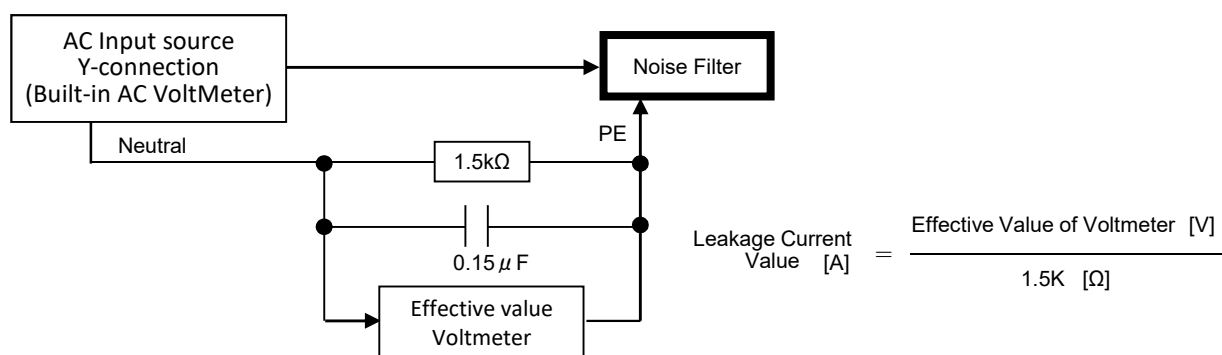 AC Input source
Y-connection
(Built-in AC VoltMeter)
Noise Filter
PE
Neutral
1.5kΩ
0.15μF
Effective value
Voltmeter
Leakage Current
Value [A]
=
Effective Value of Voltmeter [V]
1.5K [Ω]